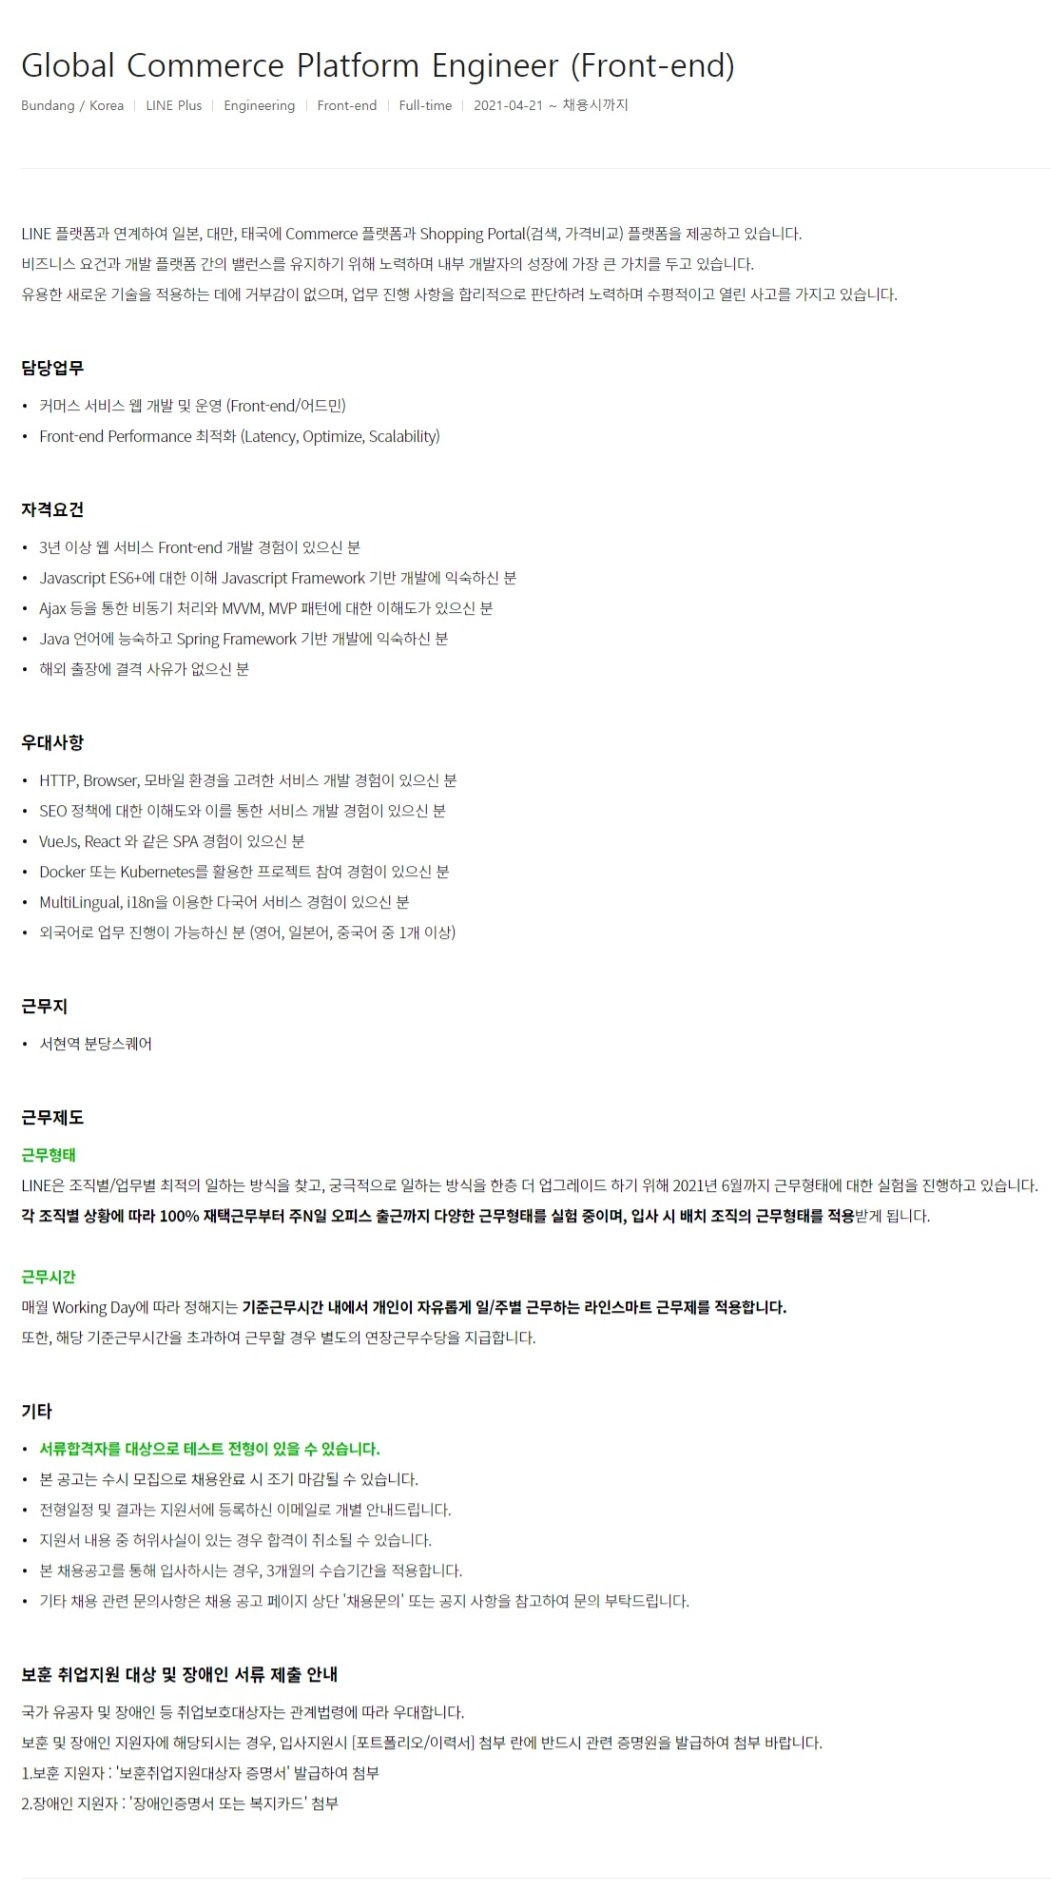 Global Commerce Platform Engineer (Front-end)
Bundang / Korea | LINE Plus | Engineering | Front-end | Full-time | 2021-04-21 ~ 채용시까지
LINE 플랫폼과 연계하여 일본, 대만, 태국에 Commerce 플랫폼과 Shopping Portal(검색, 가격비교) 플랫폼을 제공하고 있습니다.
비즈니스 요건과 개발 플랫폼 간의 밸런스를 유지하기 위해 노력하며 내부 개발자의 성장에 가장 큰 가치를 두고 있습니다.
유용한 새로운 기술을 적용하는 데에 거부감이 없으며, 업무 진행 사항을 합리적으로 판단하려 노력하며 수평적이고 열린 사고를 가지고 있습니다.
담당업무
• 커머스 서비스 웹 개발 및 운영 (Front-end/어드민)
• Front-end Performance 최적화 (Latency, Optimize, Scalability)
자격요건
• 3년 이상 웹 서비스 Front-end 개발 경험이 있으신 분
• Javascript ES6+에 대한 이해 Javascript Framework 기반 개발에 익숙하신 분
• Ajax 등을 통한 비동기 처리와 MVVM, MVP 패턴에 대한 이해도가 있으신 분
• Java 언어에 능숙하고 Spring Framework 기반 개발에 익숙하신 분
• 해외 출장에 결격 사유가 없으신 분
우대사항
• HTTP, Browser, 모바일 환경을 고려한 서비스 개발 경험이 있으신 분
• SEO 정책에 대한 이해도와 이를 통한 서비스 개발 경험이 있으신 분
• VueJs, React 와 같은 SPA 경험이 있으신 분
• Docker 또는 Kubernetes를 활용한 프로젝트 참여 경험이 있으신 분
• MultiLingual, i18n을 이용한 다국어 서비스 경험이 있으신 분
• 외국어로 업무 진행이 가능하신 분 (영어, 일본어, 중국어 중 1개 이상)
근무지
• 서현역 분당스퀘어
근무제도
근무형태
LINE은 조직별/업무별 최적의 일하는 방식을 찾고, 궁극적으로 일하는 방식을 한층 더 업그레이드 하기 위해 2021년 6월까지 근무형태에 대한 실험을 진행하고 있습니다.
각 조직별 상황에 따라 100% 재택근무부터 주N일 오피스 출근까지 다양한 근무형태를 실험 중이며, 입사 시 배치 조직의 근무형태를 적용받게 됩니다.
근무시간
매월 Working Day에 따라 정해지는 기준근무시간 내에서 개인이 자유롭게 일/주별 근무하는 라인스마트 근무제를 적용합니다.
또한, 해당 기준근무시간을 초과하여 근무할 경우 별도의 연장근무수당을 지급합니다.
기타
• 서류합격자를 대상으로 테스트 전형이 있을 수 있습니다.
• 본 공고는 수시 모집으로 채용완료 시 조기 마감될 수 있습니다.
• 전형일정 및 결과는 지원서에 등록하신 이메일로 개별 안내드립니다.
• 지원서 내용 중 허위사실이 있는 경우 합격이 취소될 수 있습니다.
• 본 채용공고를 통해 입사하시는 경우, 3개월의 수습기간을 적용합니다.
• 기타 채용 관련 문의사항은 채용 공고 페이지 상단 '채용문의' 또는 공지 사항을 참고하여 문의 부탁드립니다.
보훈 취업지원 대상 및 장애인 서류 제출 안내
국가 유공자 및 장애인 등 취업보호대상자는 관계법령에 따라 우대합니다.
보훈 및 장애인 지원자에 해당되시는 경우, 입사지원시 [포트폴리오/이력서] 첨부 란에 반드시 관련 증명원을 발급하여 첨부 바랍니다.
1.보훈 지원자 : '보훈취업지원대상자 증명서' 발급하여 첨부
2.장애인 지원자 : '장애인증명서 또는 복지카드' 첨부